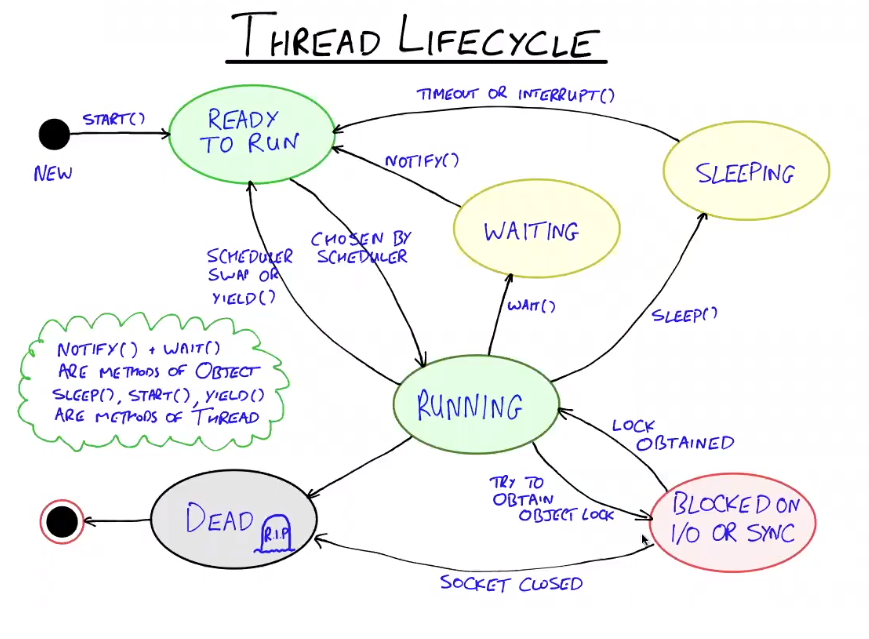 THREAD LIFECYCLE
TIMEOUT OR INTERRUPT()
START()
READY
TO RUN
NEW
NOTIFY()
SLEEPING
WAITING
CHOSEN BY
SCHEDULER
SCHEDULER
SWAP OR
YIELD()
WAIT()
SLEEP()
NOTIFY() + WAIT()
ARE METHODS OF OBJECT
SLEEP(), START(), YIELD()
ARE METHODS OF THREAD
RUNNING
LOCK
OBTAINED
TRY TO
OBTAIN
OBJECT LOCK
BLOCKED ON
I/O OR SYNC
DEAD
R.I.P
SOCKET CLOSED